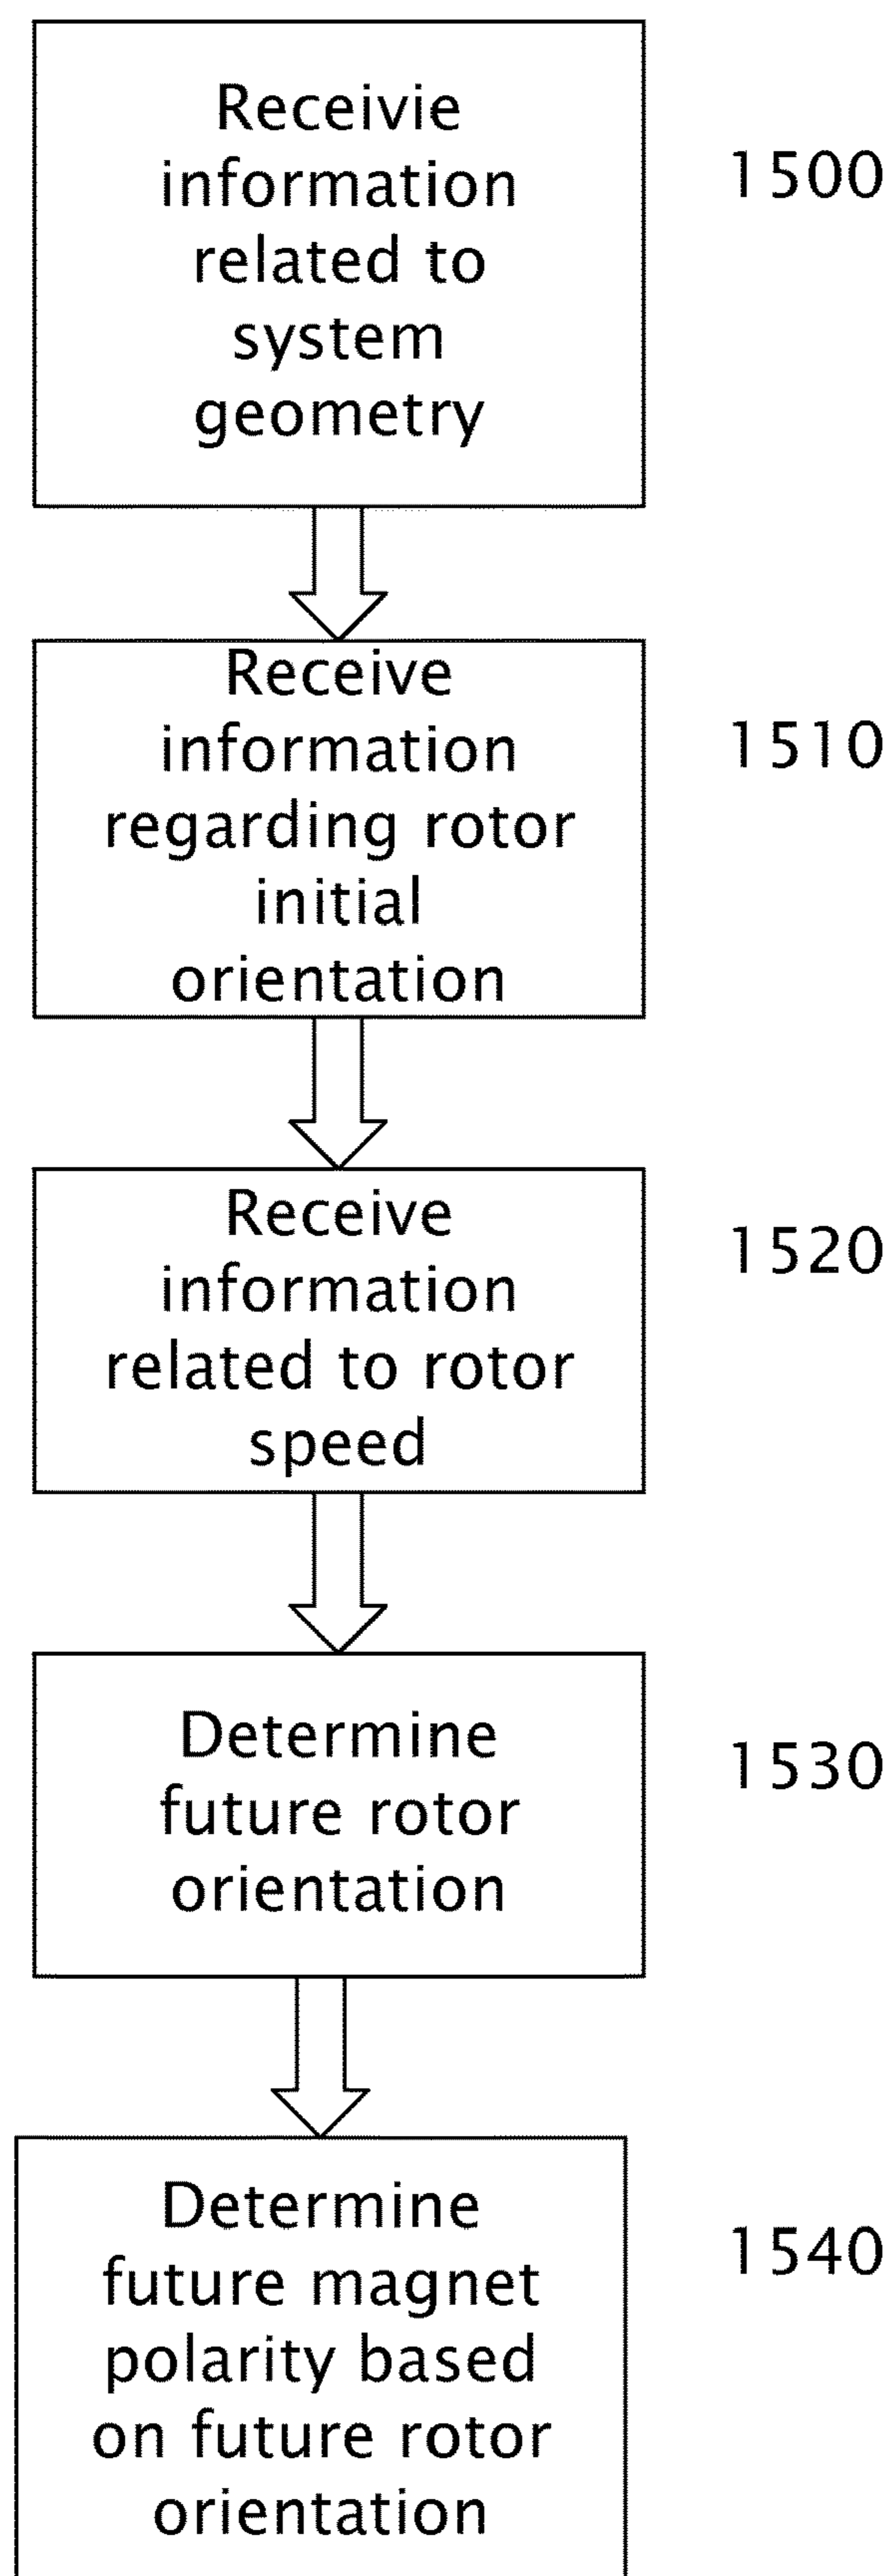 Receivie
information
related to
system
geometry
1500
Receive
information
regarding rotor
initial
orientation
1510
Receive
information
related to rotor
speed
1520
Determine
future rotor
orientation
1530
Determine
future magnet
polarity based
on future rotor
orientation
1540